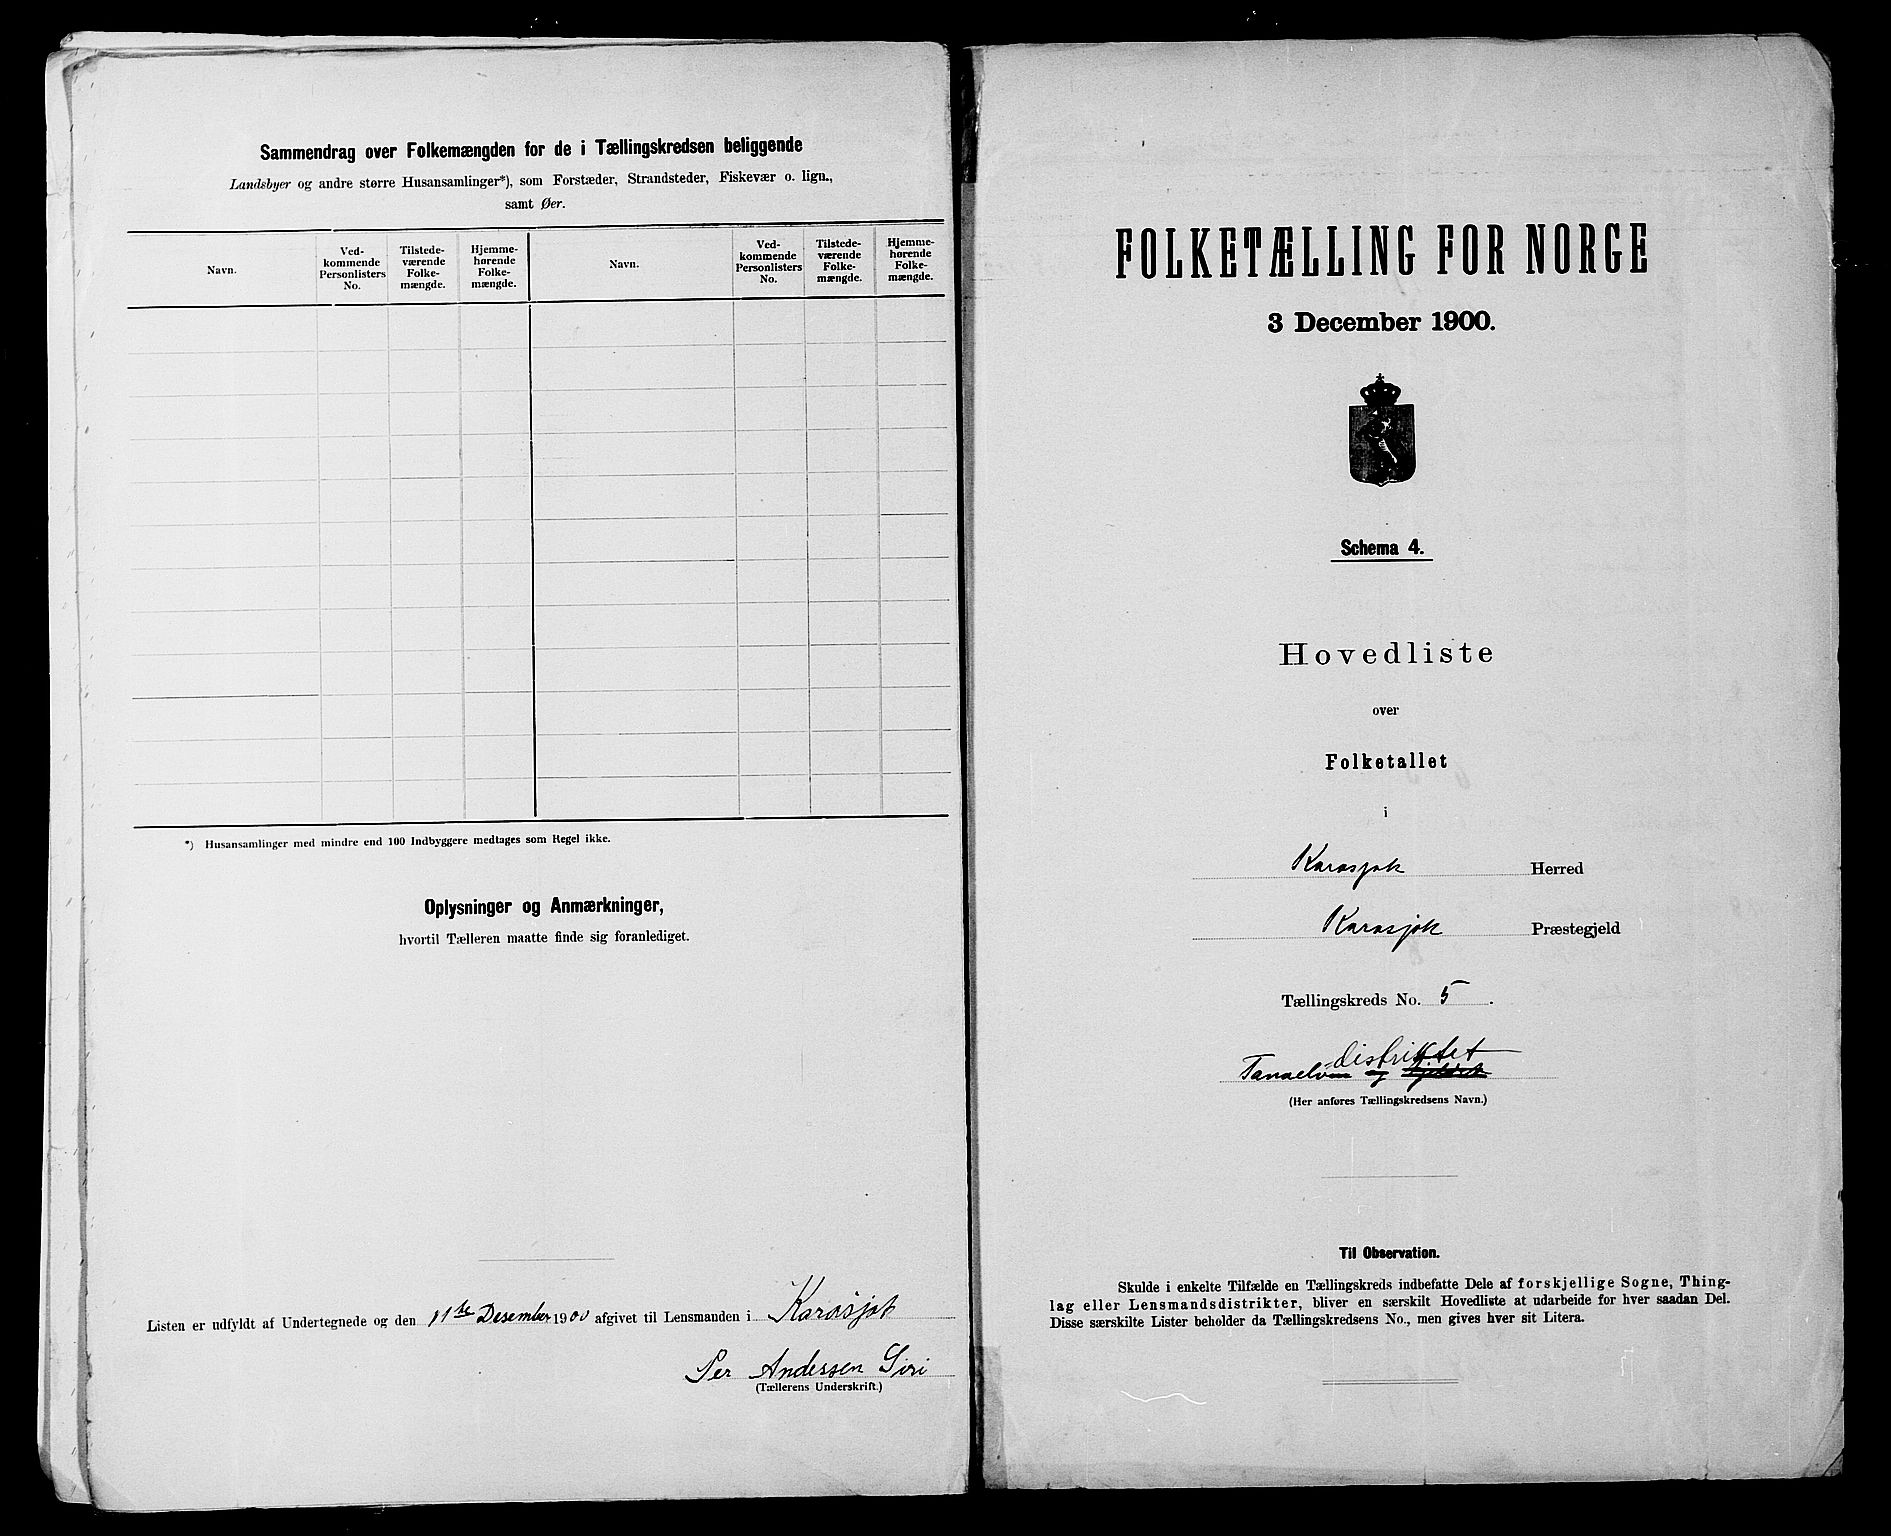 Sammendrag over Folkemængden for de i Tællingskredsen beliggende
Landsbyer og andre større Husansamlinger*), som Forstæder, Strandsteder, Fiskevær o. lign.,
samt Øer.
Navn.
Ved-
kommende
Personlisters
No.
Tilstede-
værende
Folke-
mængde.
Hjemme-
hørende
Folke-
mængde.
Navn.
Ved-
kommende
Personlisters
No.
Tilstede-
værende
Folke-
mængde.
Hjemme-
hørende
Folke-
mængde.
*) Husansamlinger med mindre end 100 Indbyggere medtages som Regel ikke.
Oplysninger og Anmærkninger,
hvortil Tælleren maatte finde sig foranlediget.
Listen er udfyldt af Undertegnede og den 11te Desember 1900 afgivet til Lensmanden i Karasjok
Per Anderssen Siri
(Tællerens Underskrift.)
FOLKETÆLLING FOR NORGE
3 December 1900.
Schema 4.
Hovedliste
over
Folketallet
i
Karasjok Herred
Karasjok Præstegjeld
Tællingskreds No. 5.
distriktet
Tanaelven og
(Her anføres Tællingskredsens Navn.)
Til Observation.
Skulde i enkelte Tilfælde en Tællingskreds indbefatte Dele af forskjellige Sogne, Thing-
lag eller Lensmandsdistrikter, bliver en særskilt Hovedliste at udarbeide for hver saadan Del.
Disse særskilte Lister beholder da Tællingskredsens No., men gives hver sit Litera.